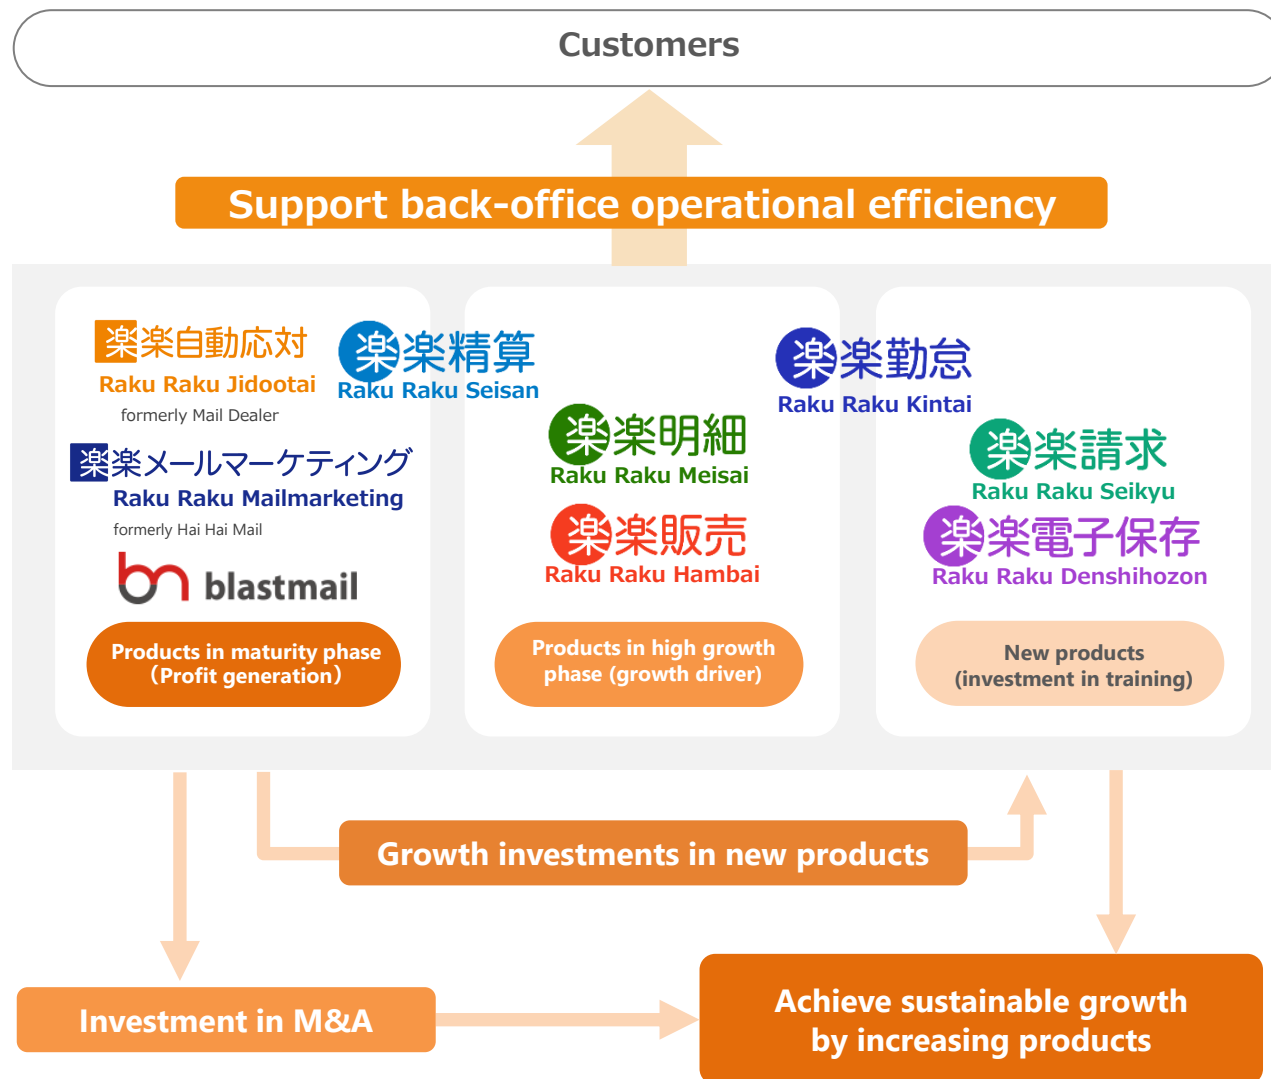 Customers
Support back-office operational efficiency
楽楽自動応対
Raku Raku Jidootai
formerly Mail Dealer
楽楽メールマーケティング
Raku Raku Mailmarketing
formerly Hai Hai Mail
blastmail
Products in maturity phase
(Profit generation)
楽楽精算
Raku Raku Seisan
楽楽明細
Raku Raku Meisai
楽楽販売
Raku Raku Hambai
Products in high growth
phase (growth driver)
楽楽勤怠
Raku Raku Kintai
楽楽請求
Raku Raku Seikyu
楽楽電子保存
Raku Raku Denshihozon
New products
(investment in training)
Growth investments in new products
Investment in M&A
Achieve sustainable growth
by increasing products